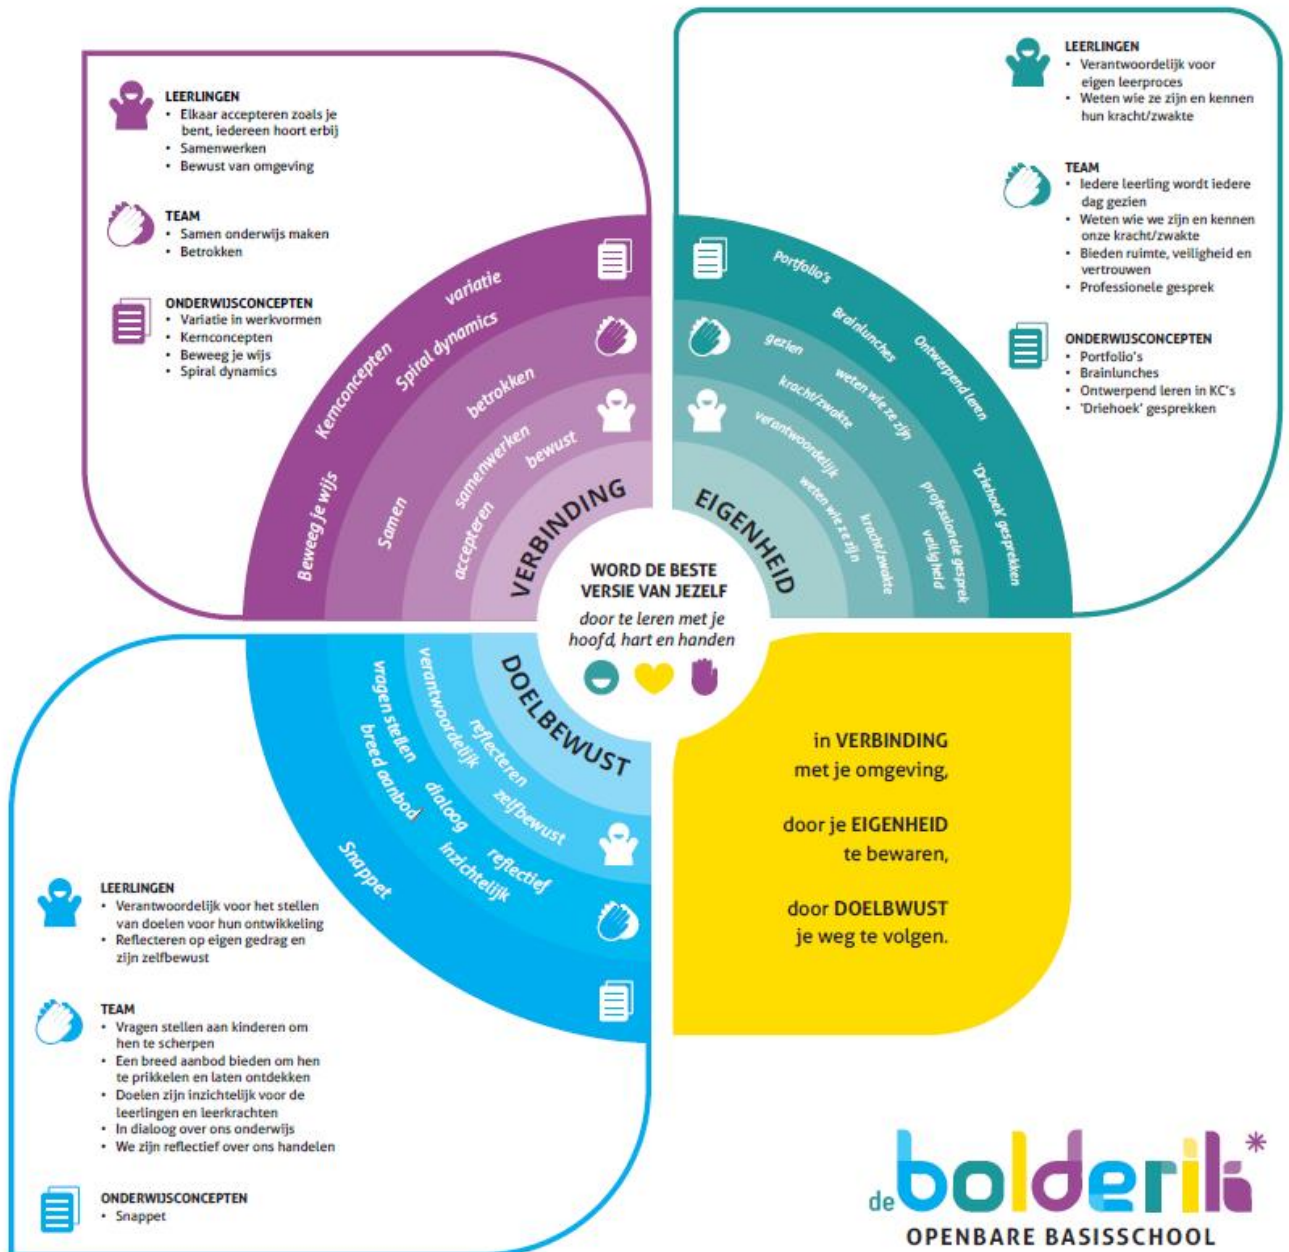 LEERLINGEN
• Elkaar accepteren zoals je
bent, iedereen hoort erbij
• Samenwerken
• Bewust van omgeving
TEAM
• Samen onderwijs maken
• Betrokken
ONDERWIJSCONCEPTEN
• Variatie in werkvormen
• Kernconcepten
• Beweeg je wijs
• Spiral dynamics
LEERLINGEN
• Verantwoordelijk voor
eigen leerproces
• Weten wie ze zijn en kennen
hun kracht/zwakte
TEAM
• Iedere leerling wordt iedere
dag gezien
• Weten wie we zijn en kennen
onze kracht/zwakte
• Bieden ruimte, veiligheid en
vertrouwen
• Professionele gesprek
ONDERWIJSCONCEPTEN
• Portfolio's
• Brainlunches
• Ontwerpend leren in KC's
• 'Driehoek' gesprekken
Beweeg je wijs
Kernconcepten
Spiral dynamics
variatie
Samen
betrokken
accepteren
samenwerken
bewust
VERBINDING
Portfolio's
Brainlunches
Ontwerpend leren
'Driehoek' gesprekken
gezien
weten wie ze zijn
kracht/zwakte
professionele gesprek
veiligheid
verantwoordelijk
weten wie ze zijn
kracht/zwakte
EIGENHEID
WORD DE BESTE
VERSIE VAN JEZELF
door te leren met je
hoofd, hart en handen
DOELBEWUST
verantwoordelijk
reflecteren
zelfbewust
vragen stellen
breed aanbod
dialoog
inzichtelijk
reflectief
Snappet
in VERBINDING
met je omgeving,
door je EIGENHEID
te bewaren,
door DOELBWUST
je weg te volgen.
LEERLINGEN
• Verantwoordelijk voor het stellen
van doelen voor hun ontwikkeling
• Reflecteren op eigen gedrag en
zijn zelfbewust
TEAM
• Vragen stellen aan kinderen om
hen te scherpen
• Een breed aanbod bieden om hen
te prikkelen en laten ontdekken
• Doelen zijn inzichtelijk voor de
leerlingen en leerkrachten
• In dialoog over ons onderwijs
• We zijn reflectief over ons handelen
ONDERWIJSCONCEPTEN
• Snappet
de bolderik*
OPENBARE BASISSCHOOL